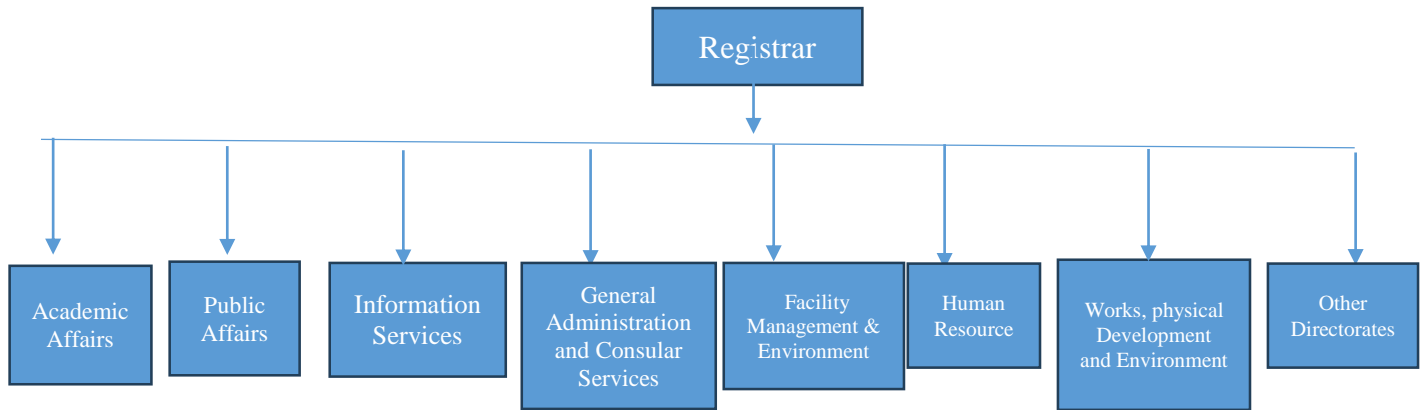 Registrar
Academic
Affairs
Public
Affairs
Information
Services
General
Administration
and Consular
Services
Facility
Management &
Environment
Human
Resource
Works, physical
Development
and Environment
Other
Directorates